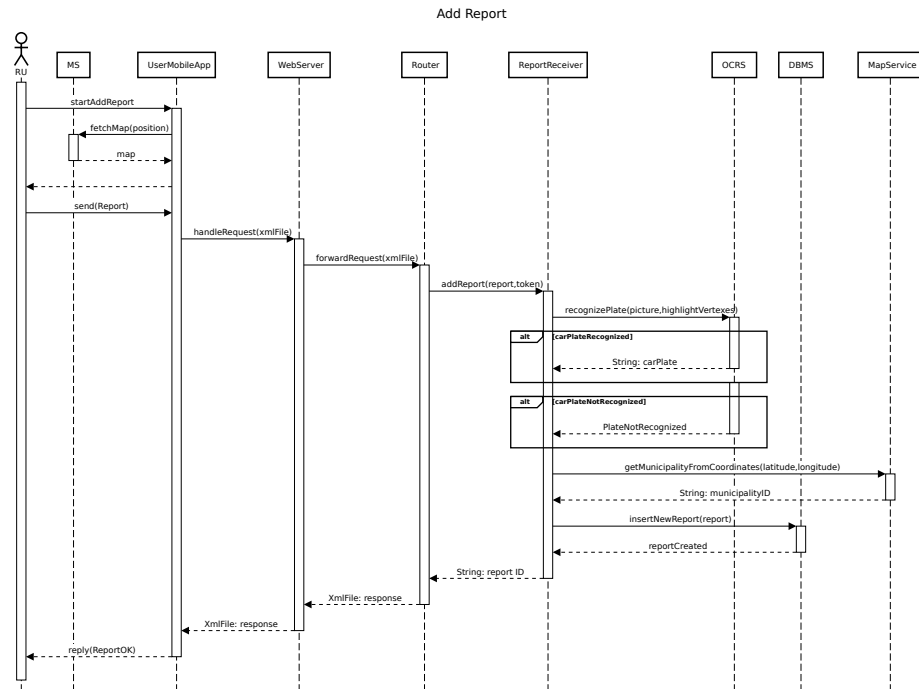 Add Report
RU
MS
UserMobileApp
WebServer
Router
ReportReceiver
OCRS
DBMS
MapService
startAddReport
fetchMap(position)
map
send(Report)
handleRequest(xmlFile)
forwardRequest(xmlFile)
addReport(report,token)
recognizePlate(picture,highlightVertexes)
alt [carPlateRecognized]
String: carPlate
alt [carPlateNotRecognized]
PlateNotRecognized
getMunicipalityFromCoordinates(latitude,longitude)
String: municipalityID
insertNewReport(report)
reportCreated
String: report ID
XmlFile: response
XmlFile: response
reply(ReportOK)